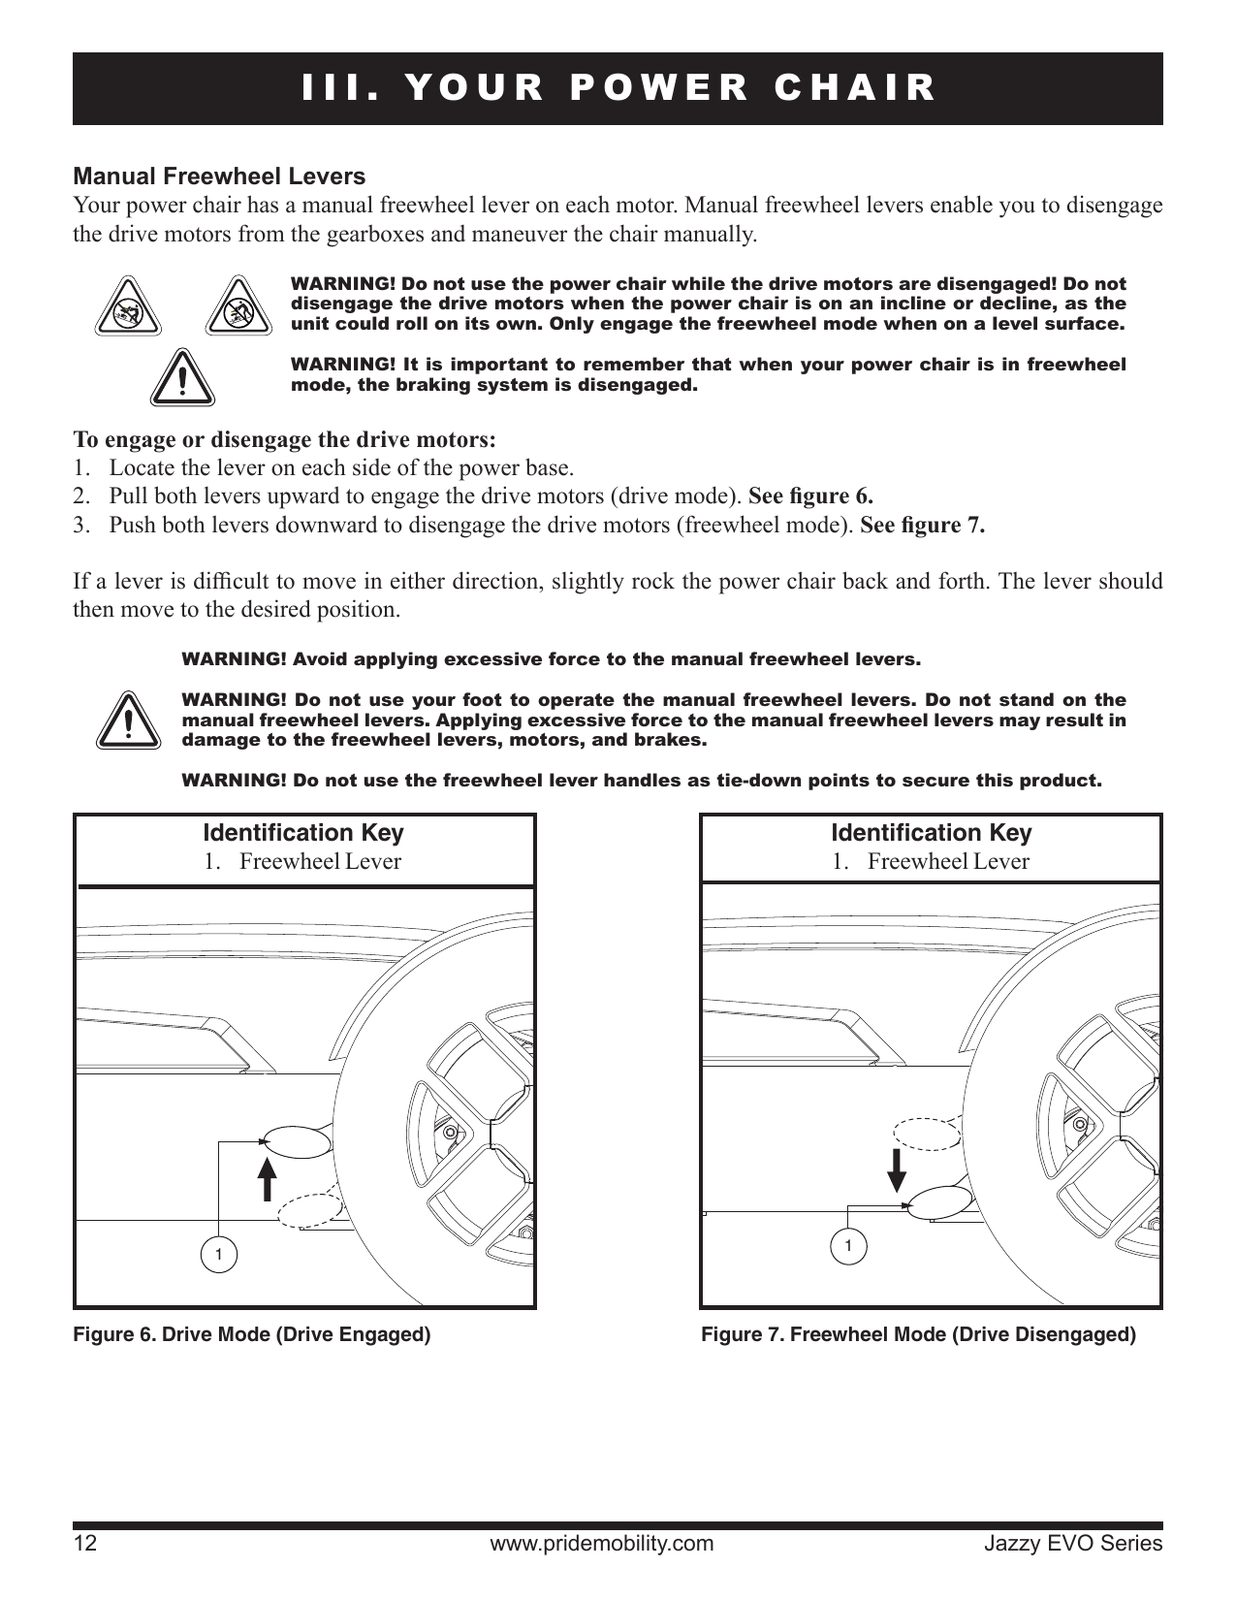 III. YOUR POWER CHAIR
Manual Freewheel Levers
Your power chair has a manual freewheel lever on each motor. Manual freewheel levers enable you to disengage
the drive motors from the gearboxes and maneuver the chair manually.
WARNING! Do not use the power chair while the drive motors are disengaged! Do not
disengage the drive motors when the power chair is on an incline or decline, as the
unit could roll on its own. Only engage the freewheel mode when on a level surface.
WARNING! It is important to remember that when your power chair is in freewheel
mode, the braking system is disengaged.
To engage or disengage the drive motors:
1. Locate the lever on each side of the power base.
2. Pull both levers upward to engage the drive motors (drive mode). See figure 6.
3. Push both levers downward to disengage the drive motors (freewheel mode). See figure 7.
If a lever is difficult to move in either direction, slightly rock the power chair back and forth. The lever should
then move to the desired position.
WARNING! Avoid applying excessive force to the manual freewheel levers.
WARNING! Do not use your foot to operate the manual freewheel levers. Do not stand on the
manual freewheel levers. Applying excessive force to the manual freewheel levers may result in
damage to the freewheel levers, motors, and brakes.
WARNING! Do not use the freewheel lever handles as tie-down points to secure this product.
Identification Key
1. Freewheel Lever
1
Figure 6. Drive Mode (Drive Engaged)
Identification Key
1. Freewheel Lever
1
Figure 7. Freewheel Mode (Drive Disengaged)
12
www.pridemobility.com
Jazzy EVO Series